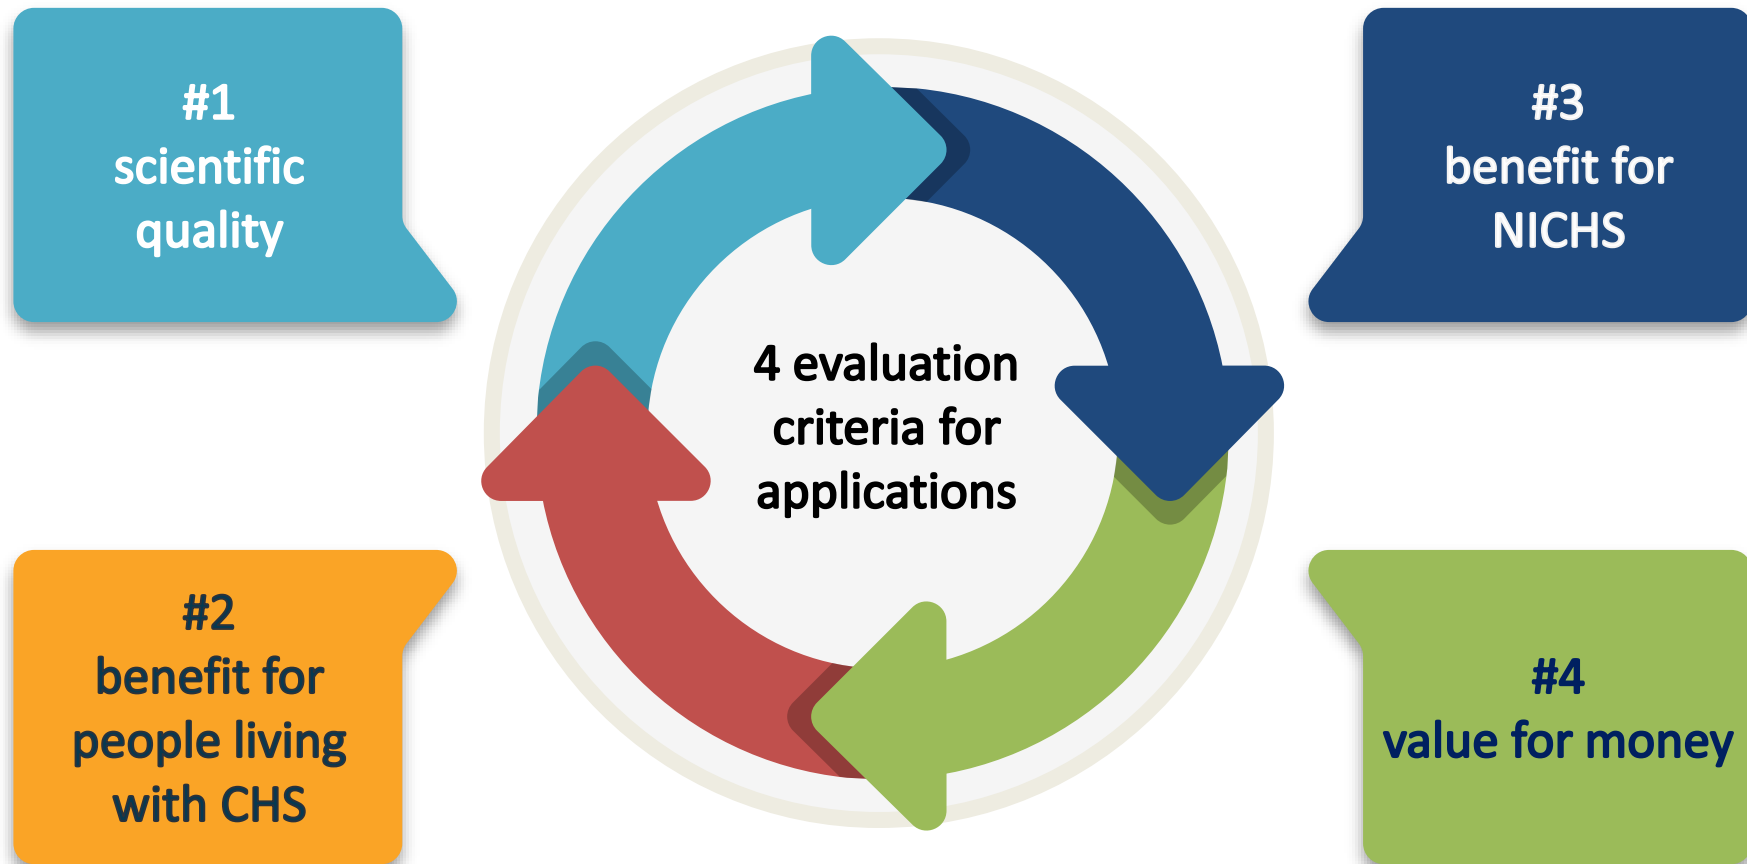 #1
scientific
quality
#2
benefit for
people living
with CHS
#3
benefit for
NICHS
#4
value for money
4 evaluation
criteria for
applications